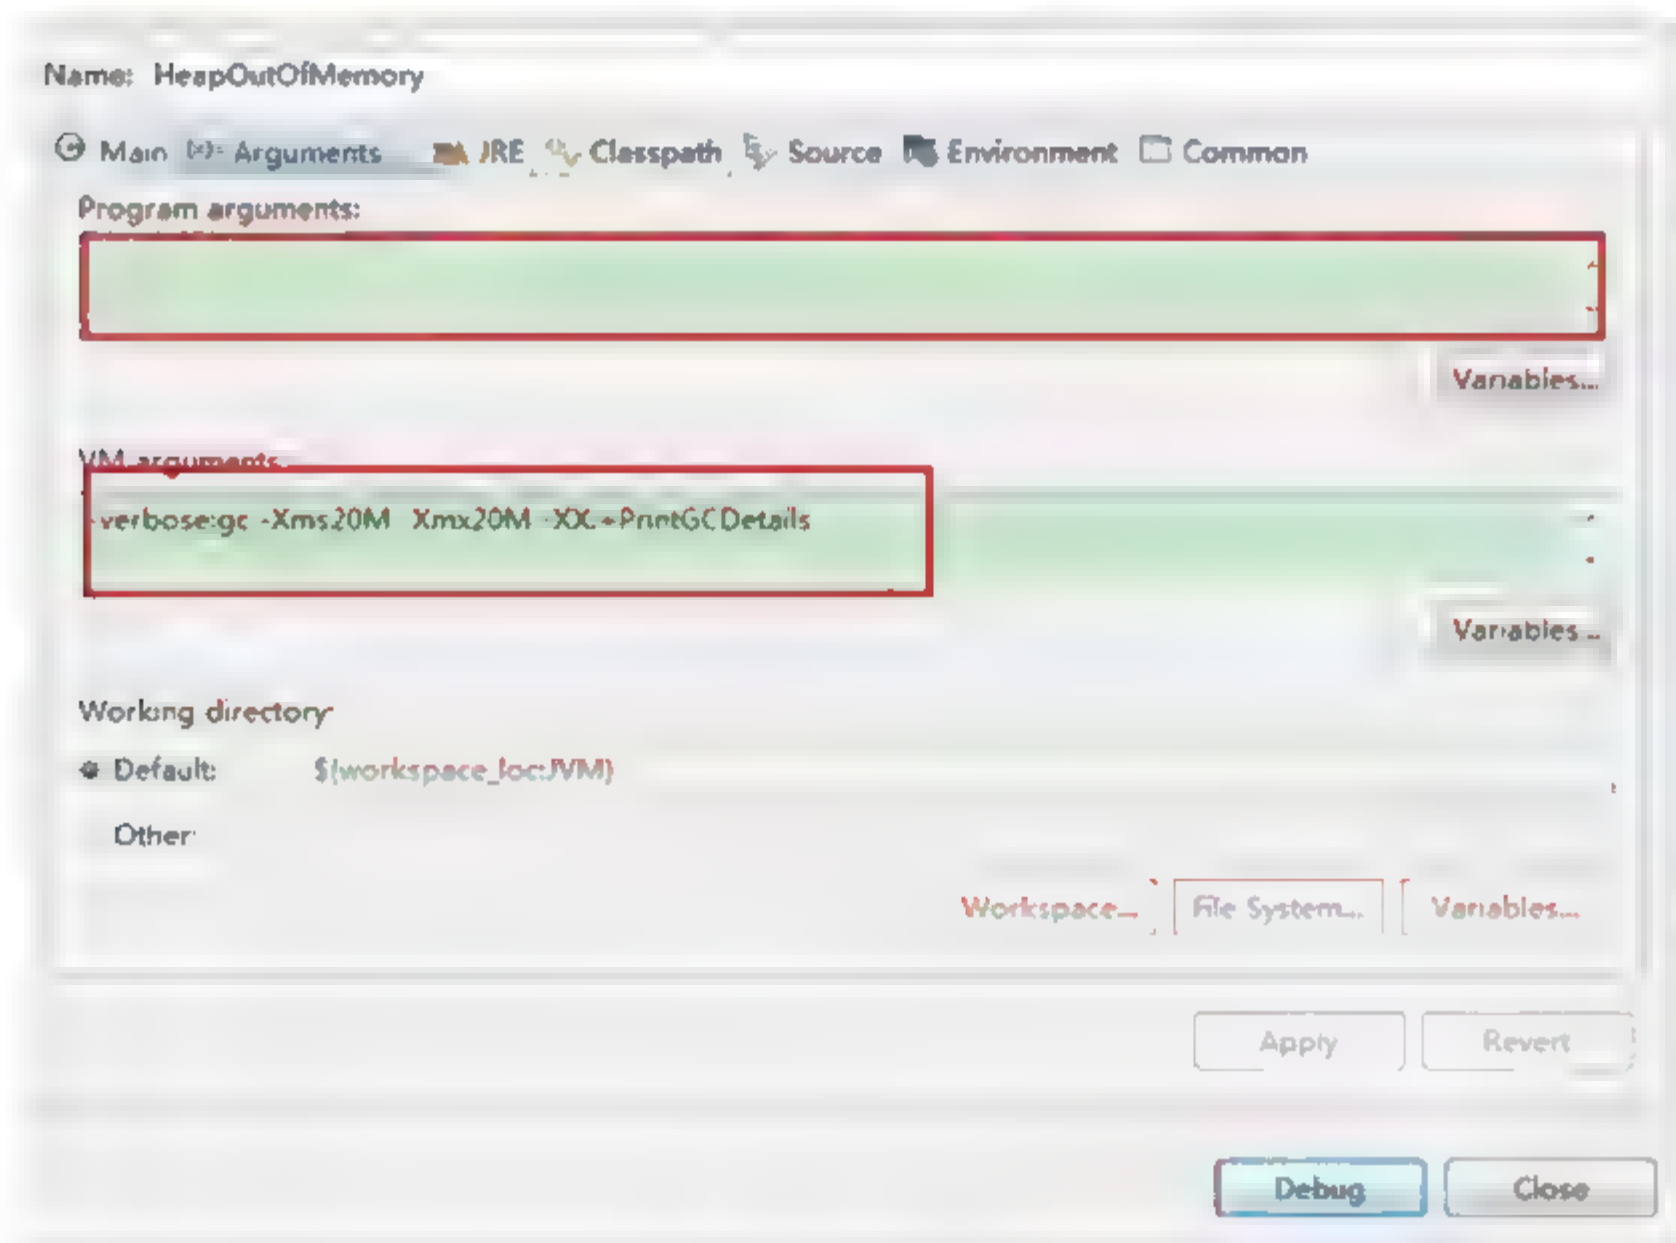 Name: HeapOutOfMemory
Main (x)= Arguments JRE Classpath Source Environment Common
Program arguments:
Variables...
VM arguments:
-verbose:gc -Xms20M -Xmx20M -XX:+PrintGCDetails
Variables...
Working directory:
Default: ${workspace_loc:JVM}
Other:
Workspace... File System... Variables...
Apply Revert
Debug Close